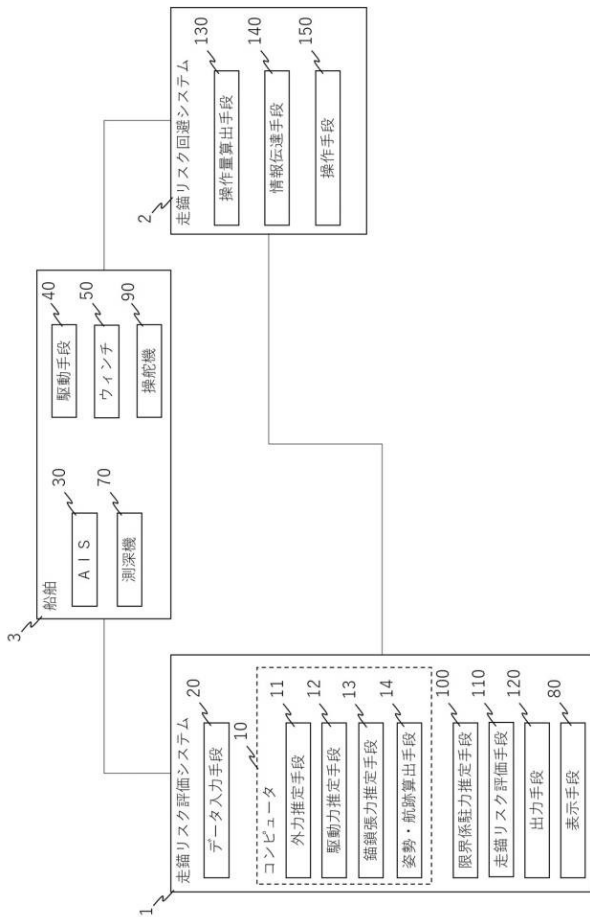 3
船舶
30
ＡＩＳ
70
測深機
40
駆動手段
50
ウィンチ
90
操舵機
1
走錨リスク評価システム
20
データ入力手段
10
コンピュータ
11
外力推定手段
12
駆動力推定手段
13
錨鎖張力推定手段
14
姿勢・航跡算出手段
100
限界係駐力推定手段
110
走錨リスク評価手段
120
出力手段
80
表示手段
2
走錨リスク回避システム
130
操作量算出手段
140
情報伝達手段
150
操作手段